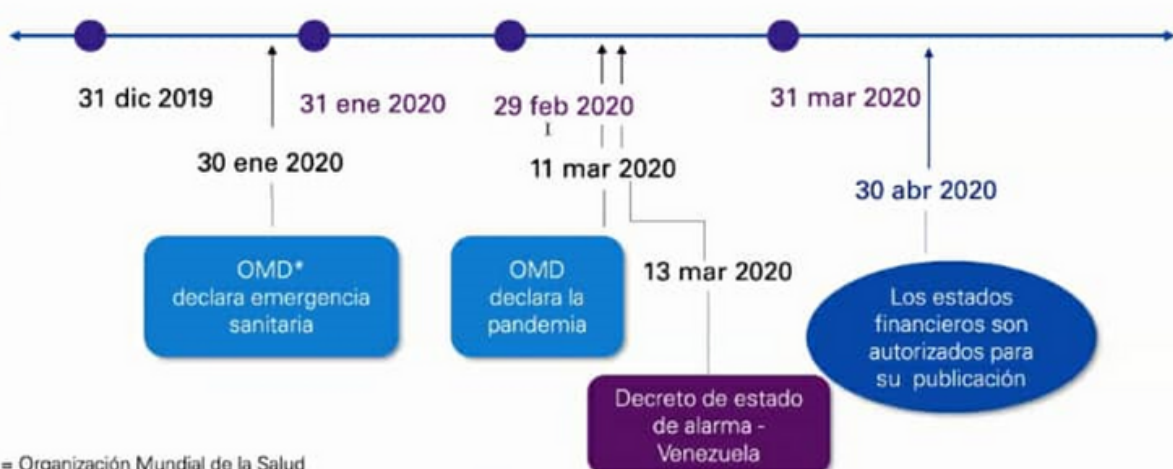 31 dic 2019
31 ene 2020
29 feb 2020
31 mar 2020
30 ene 2020
11 mar 2020
30 abr 2020
13 mar 2020
OMD*
declara emergencia
sanitaria
OMD
declara la
pandemia
Los estados
financieros son
autorizados para
su publicación
Decreto de estado
de alarma -
Venezuela
= Organización Mundial de la Salud